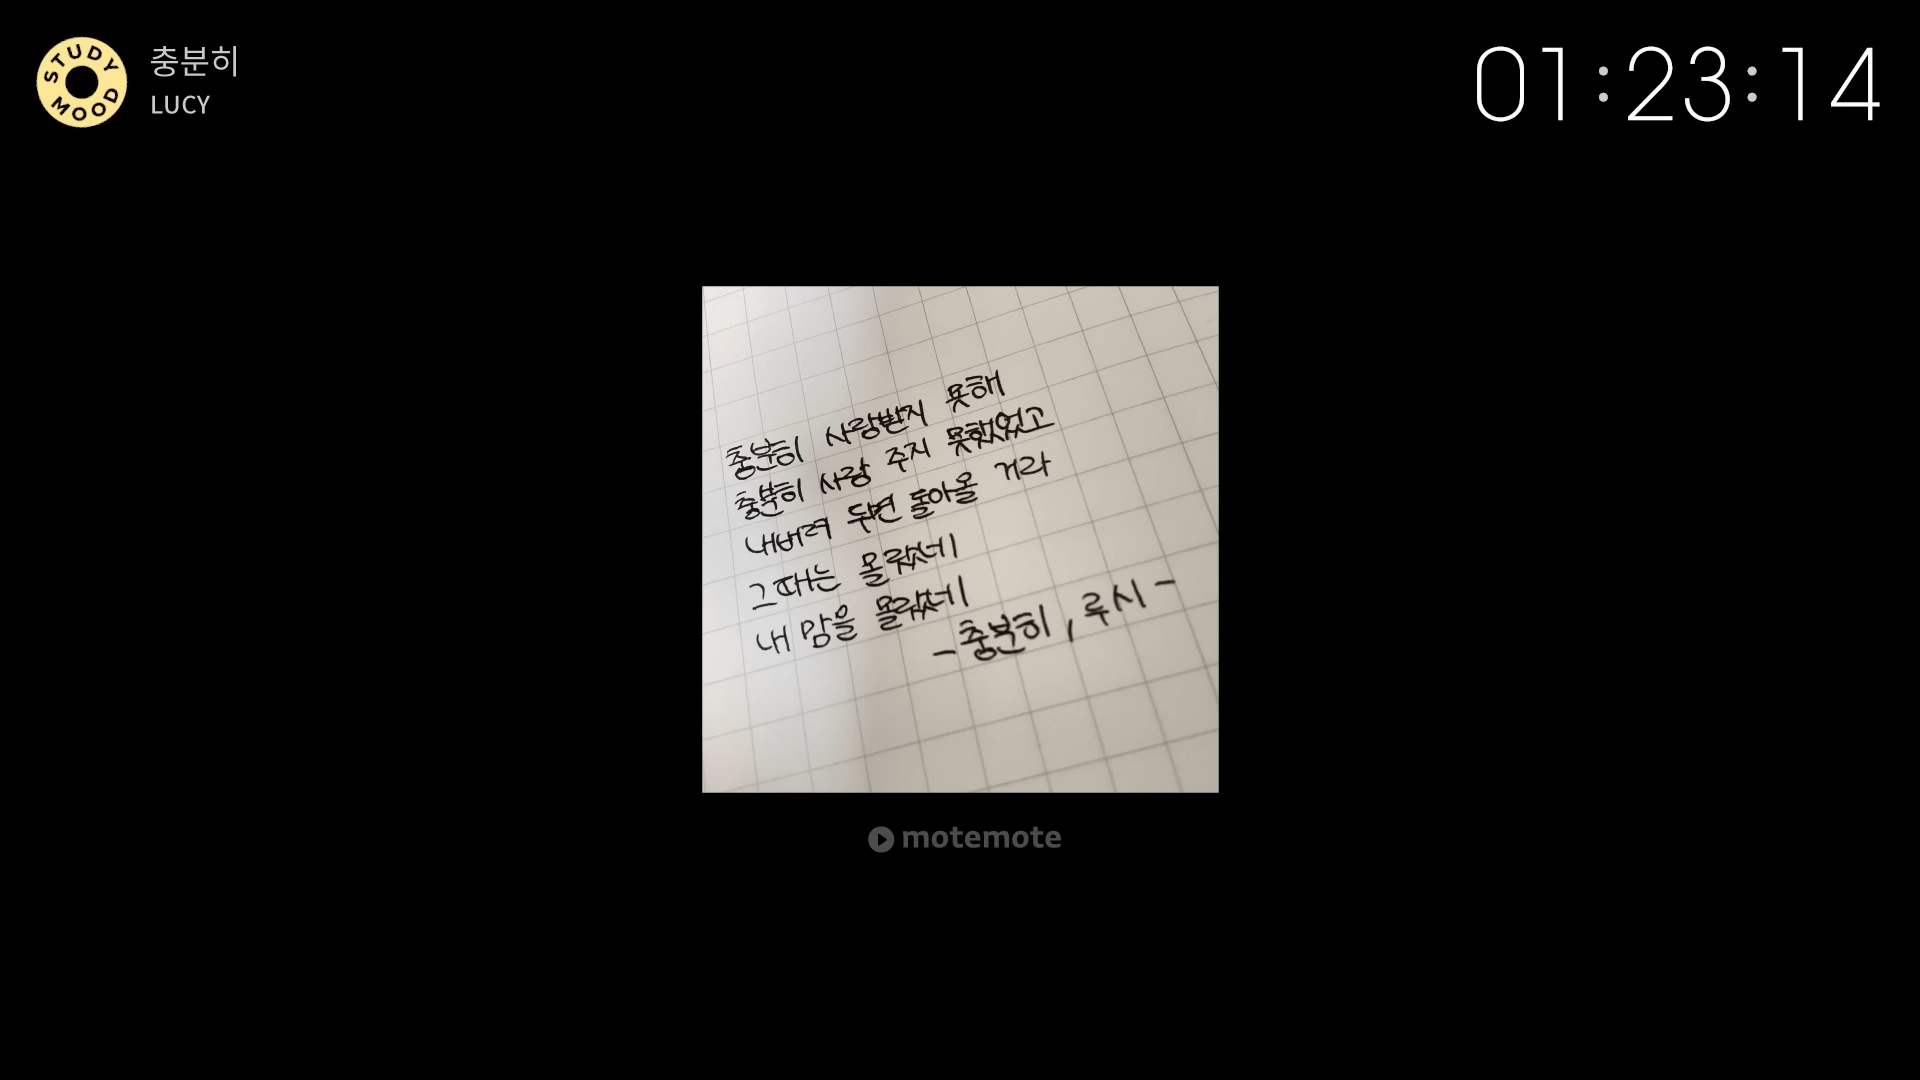 STUDY MOOD
충분히
LUCY
01:23:14
충분히 사랑받지 못해
충분히 사랑 주지 못했었고
내버려 두면 돌아올 거라
그때는 몰랐었네
내 맘을 몰랐었네
- 충분히, 루시 -
motemote